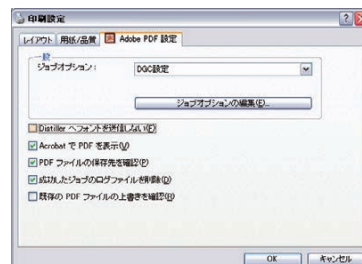 印刷設定
レイアウト 用紙/品質 Adobe PDF 設定
一般
ジョブオプション: DGC設定
ジョブオプションの編集(E)...
Distiller へフォントを送信しない(F)
Acrobat で PDF を表示(V)
PDF ファイルの保存先を確認(P)
成功したジョブのログファイルを削除(D)
既存の PDF ファイルの上書きを確認(R)
OK キャンセル